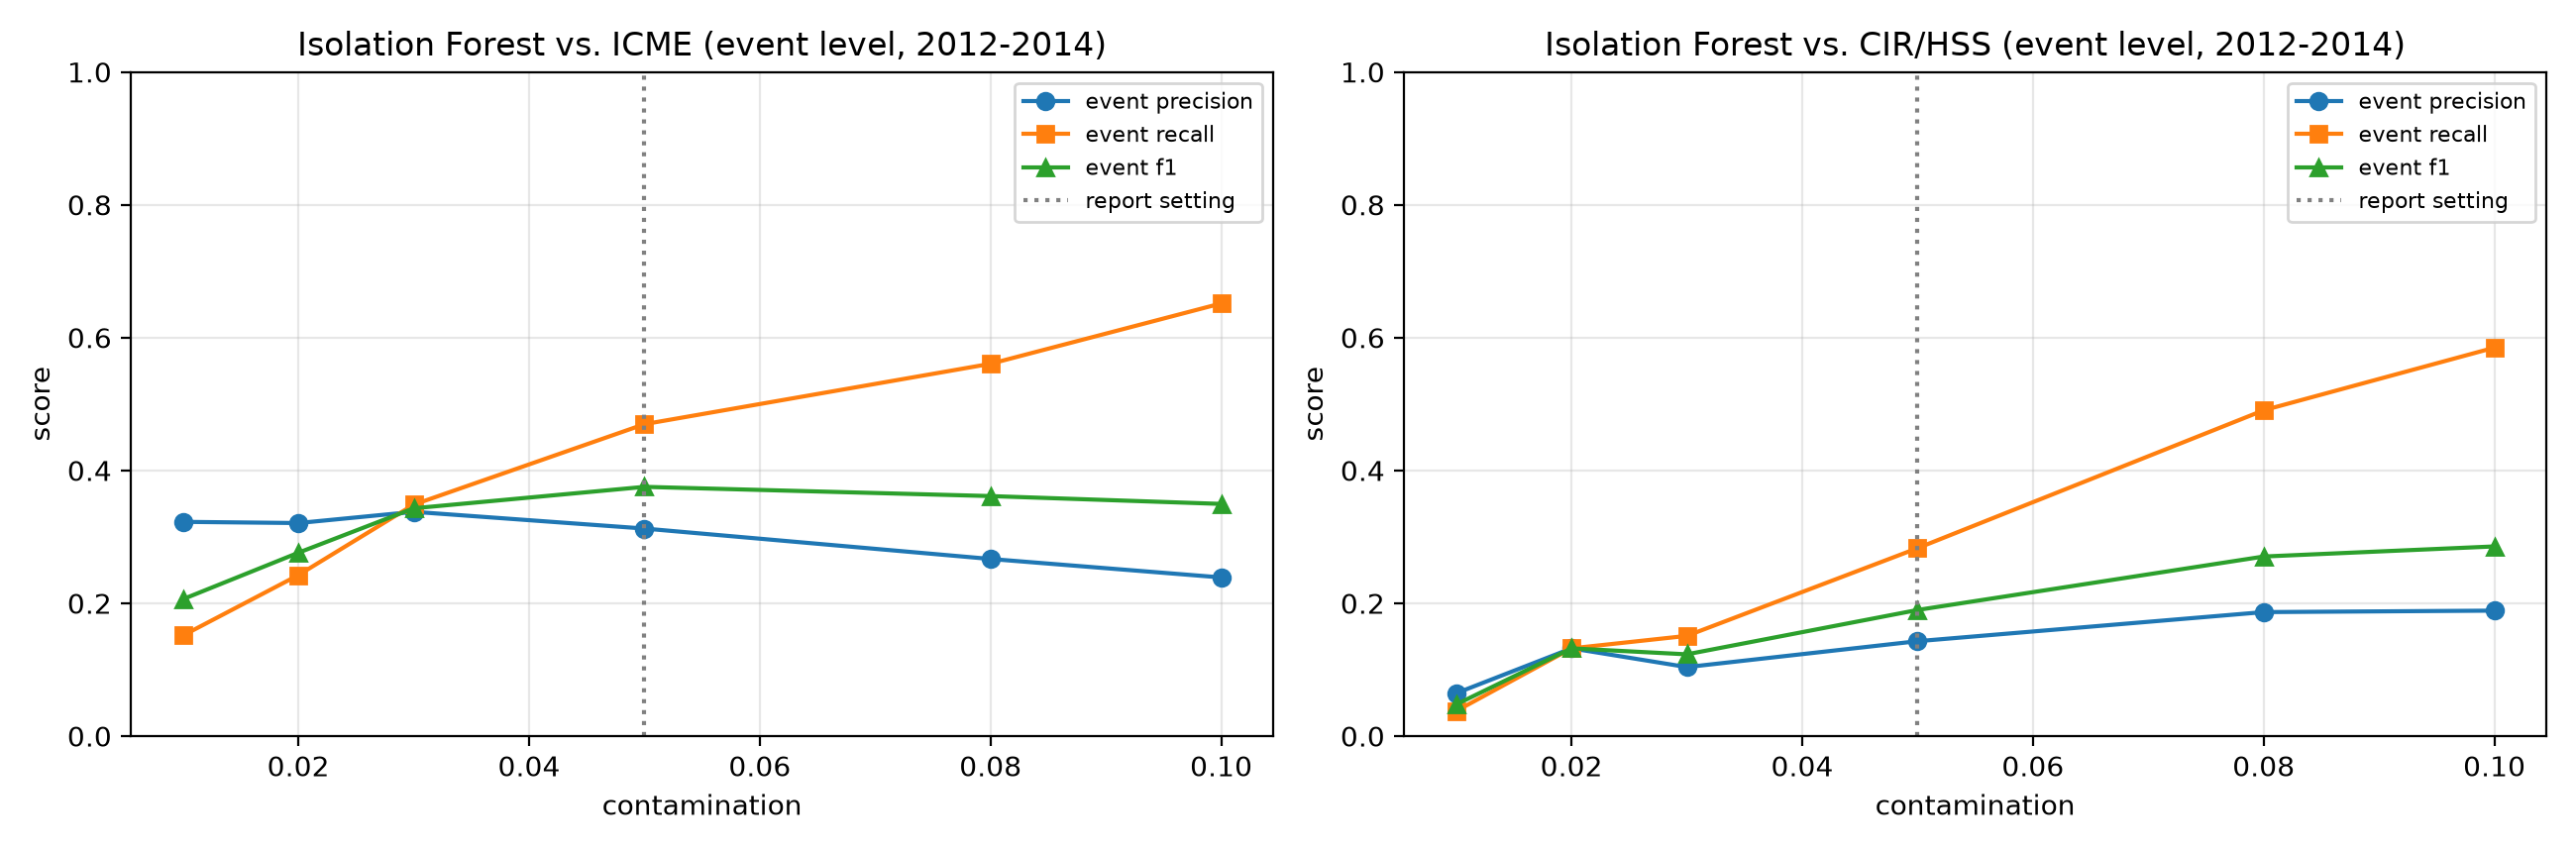 Isolation Forest vs. ICME (event level, 2012-2014)
1.0
0.8
0.6
0.4
0.2
0.0
score
event precision
event recall
event f1
report setting
0.02
0.04
0.06
0.08
0.10
contamination
Isolation Forest vs. CIR/HSS (event level, 2012-2014)
1.0
0.8
0.6
0.4
0.2
0.0
score
event precision
event recall
event f1
report setting
0.02
0.04
0.06
0.08
0.10
contamination